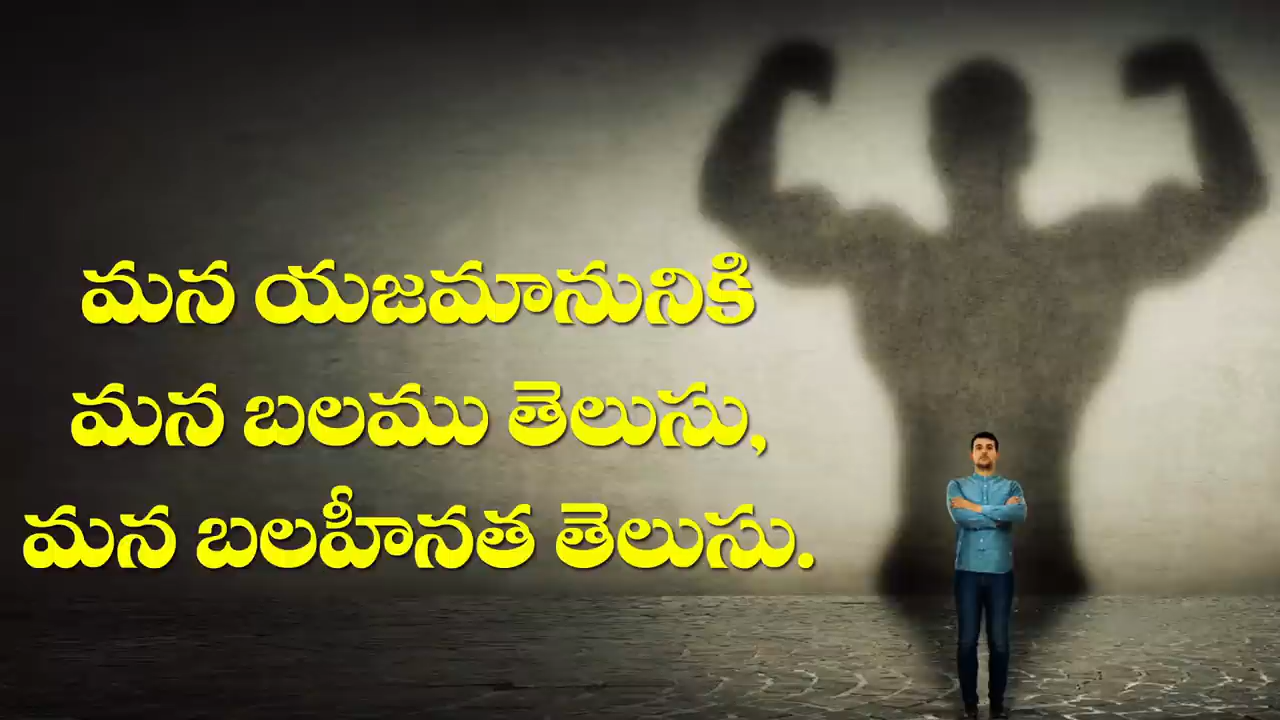 మన యజమానునికి
మన బలము తెలుసు,
మన బలహీనత తెలుసు.